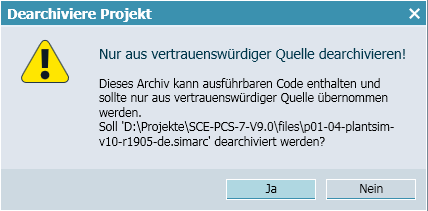 Dearchiviere Projekt
Nur aus vertrauenswürdiger Quelle dearchivieren!
Dieses Archiv kann ausführbaren Code enthalten und
sollte nur aus vertrauenswürdiger Quelle übernommen
werden.
Soll 'D:\Projekte\SCE-PCS-7-V9.0\files\p01-04-plantsim-
v10-r1905-de.simarc' dearchiviert werden?
Ja
Nein